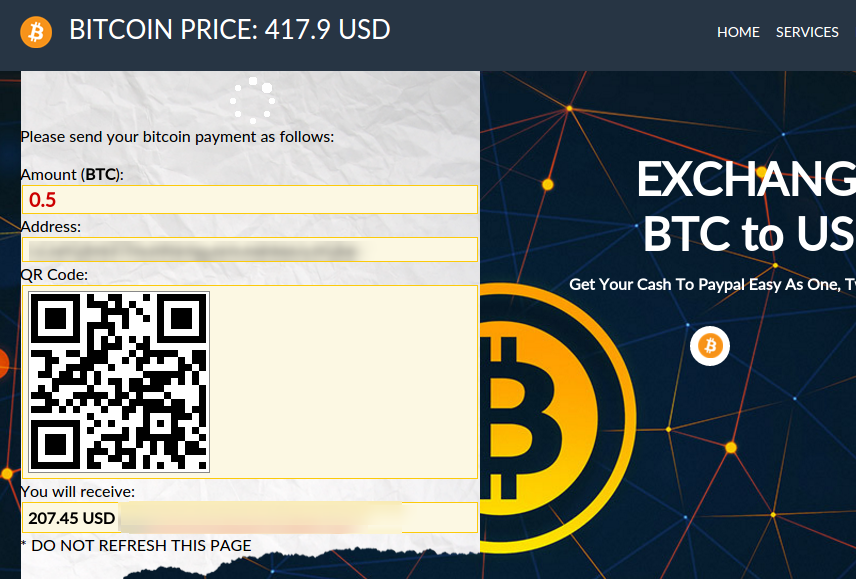 BITCOIN PRICE: 417.9 USD
HOME SERVICES
Please send your bitcoin payment as follows:
Amount (BTC):
0.5
Address:
QR Code:
You will receive:
207.45 USD
* DO NOT REFRESH THIS PAGE
EXCHANG
BTC to US
Get Your Cash To Paypal Easy As One, Tw